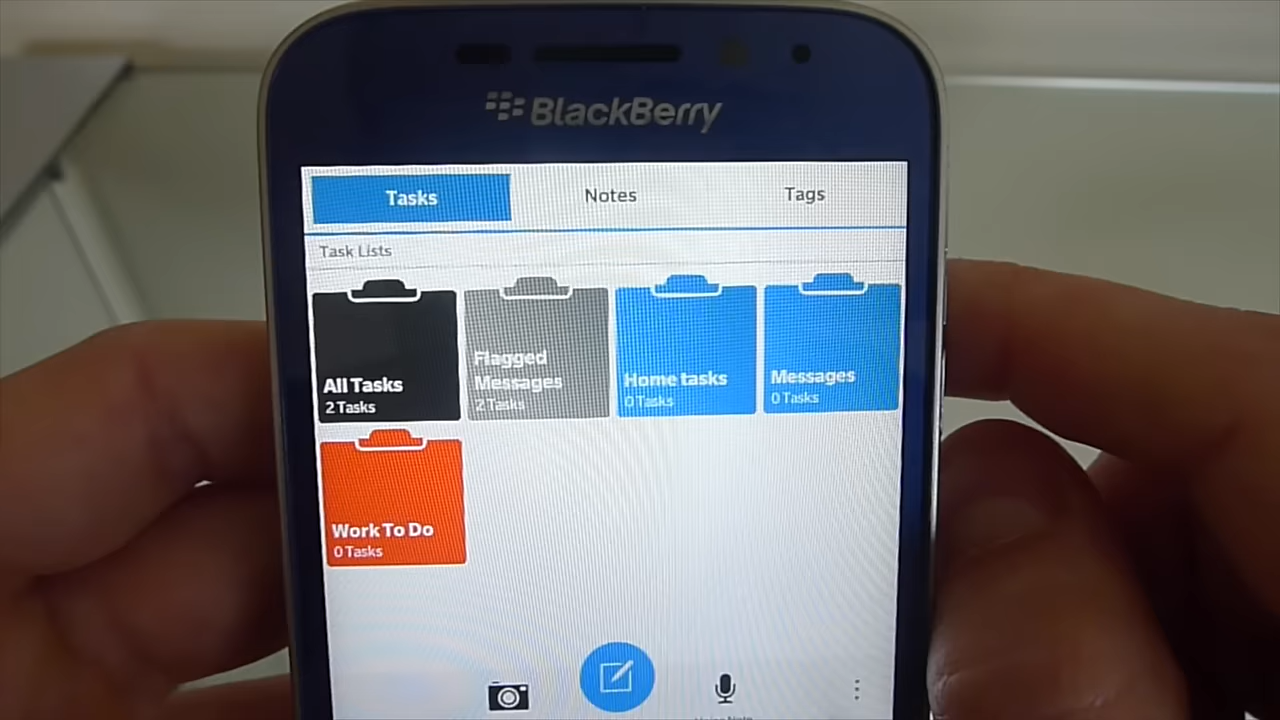 BlackBerry
Tasks Notes Tags
Task Lists
All Tasks
2 Tasks
Flagged
Messages
2 Tasks
Home tasks
0 Tasks
Messages
0 Tasks
Work To Do
0 Tasks